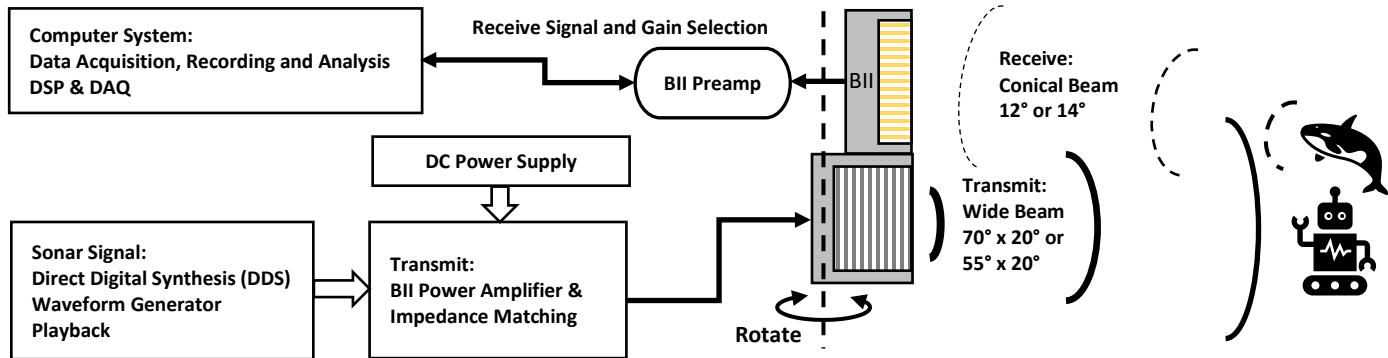 Computer System:
Data Acquisition, Recording and Analysis
DSP & DAQ
Receive Signal and Gain Selection
BII Preamp
BII
Receive:
Conical Beam
12° or 14°
DC Power Supply
Sonar Signal:
Direct Digital Synthesis (DDS)
Waveform Generator
Playback
Transmit:
BII Power Amplifier &
Impedance Matching
Transmit:
Wide Beam
70° x 20° or
55° x 20°
Rotate